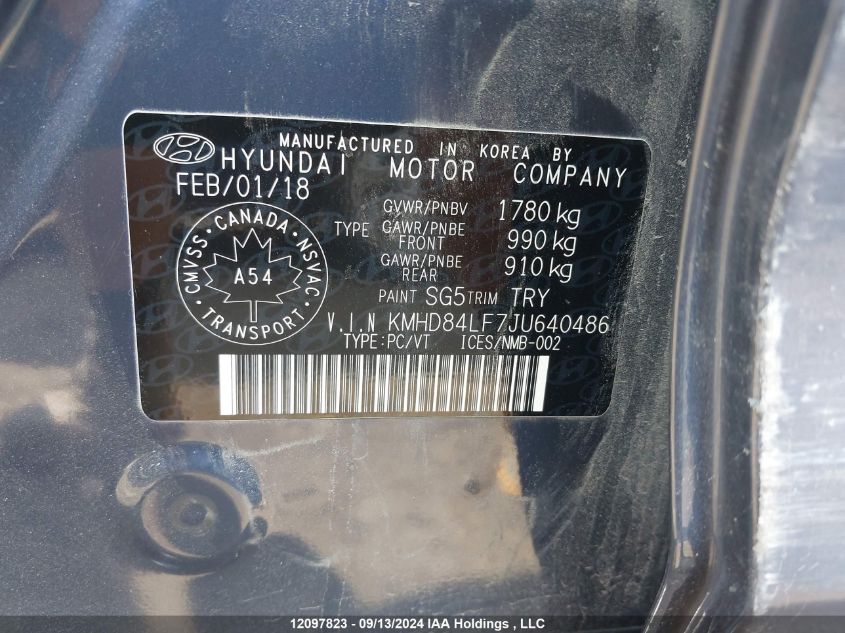 MANUFACTURED IN KOREA BY
HYUNDAI MOTOR COMPANY
FEB/01/18
GVWR/PNBV 1780 kg
TYPE GAWR/PNBE FRONT 990 kg
GAWR/PNBE REAR 910 kg
CANADA
CMVSS NSVAC
A54
TRANSPORT
PAINT SG5 TRIM TRY
V.I.N KMHD84LF7JU640486
TYPE:PC/VT ICES/NMB-002
12097823 - 09/13/2024 IAA Holdings , LLC